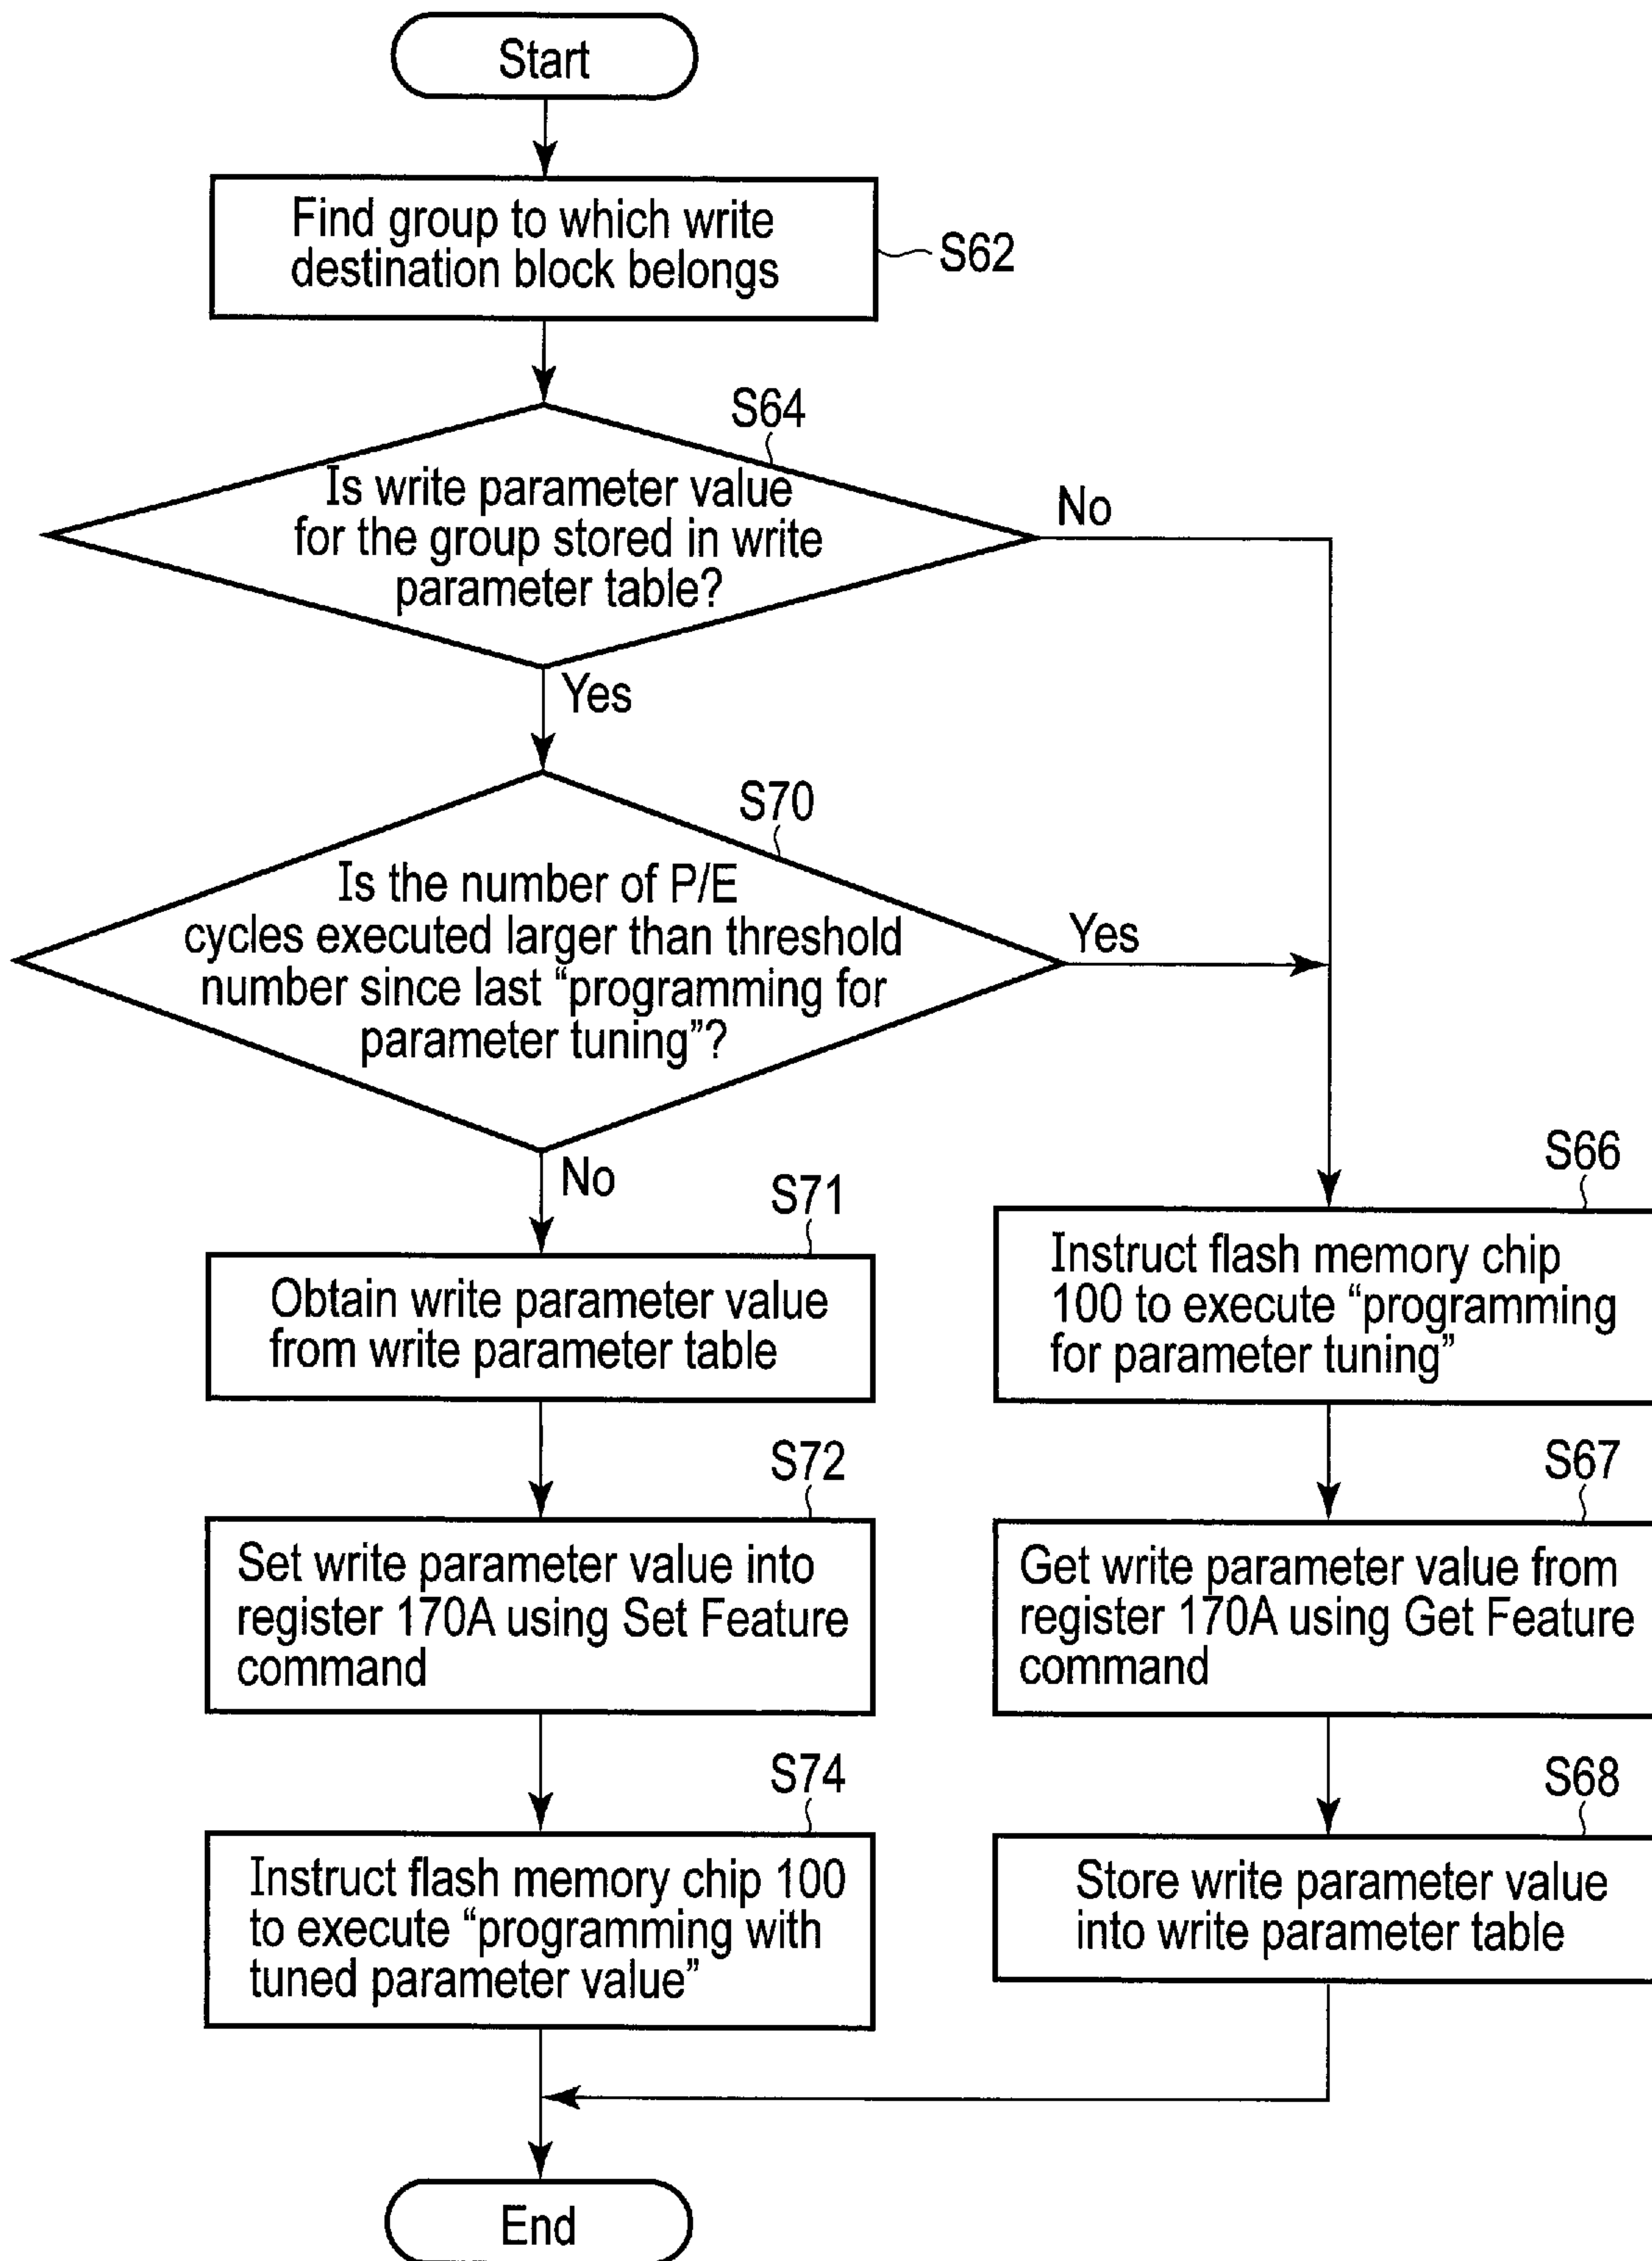 Start
Find group to which write
destination block belongs
S62
S64
Is write parameter value
for the group stored in write
parameter table?
No
Yes
S70
Is the number of P/E
cycles executed larger than threshold
number since last “programming for
parameter tuning”?
Yes
No
S71
Obtain write parameter value
from write parameter table
S72
Set write parameter value into
register 170A using Set Feature
command
S74
Instruct flash memory chip 100
to execute “programming with
tuned parameter value”
S66
Instruct flash memory chip
100 to execute “programming
for parameter tuning”
S67
Get write parameter value from
register 170A using Get Feature
command
S68
Store write parameter value
into write parameter table
End